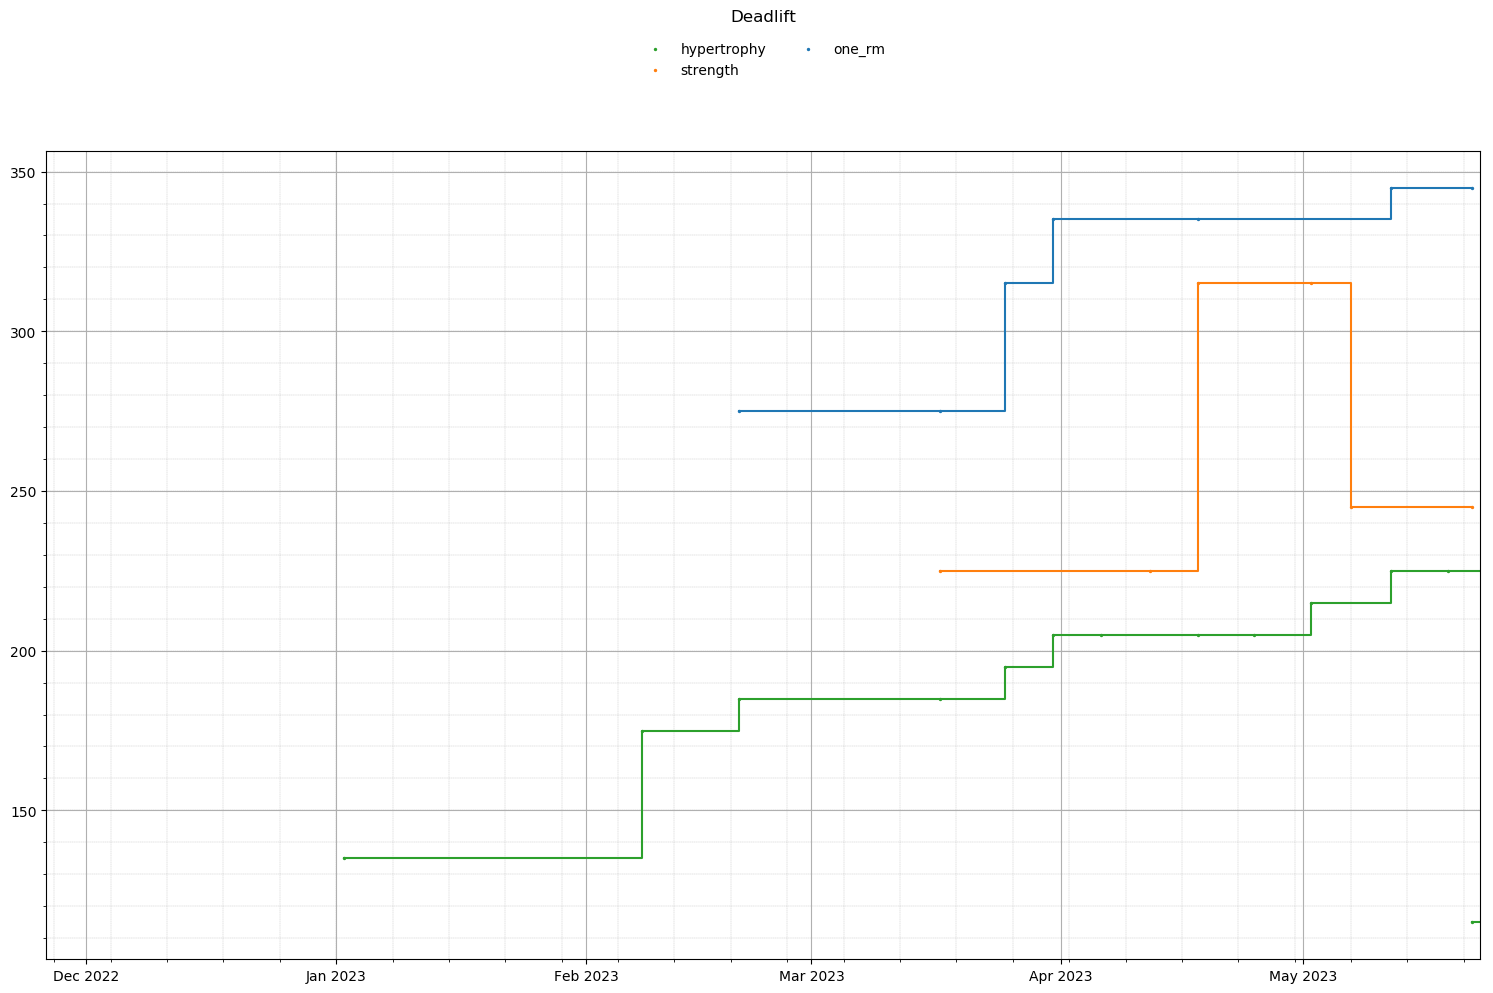 Deadlift
hypertrophy
strength
one_rm
350
300
250
200
150
Dec 2022
Jan 2023
Feb 2023
Mar 2023
Apr 2023
May 2023